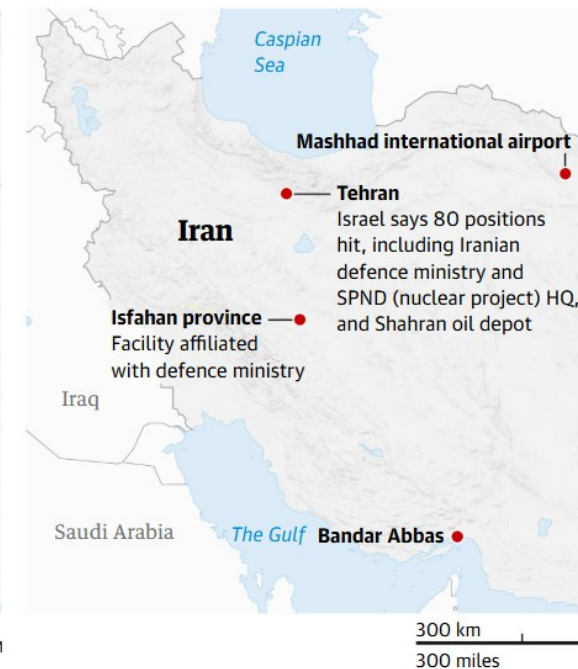 Caspian
Sea
Mashhad international airport
Tehran
Israel says 80 positions
hit, including Iranian
defence ministry and
SPND (nuclear project) HQ,
and Shahran oil depot
Iran
Isfahan province
Facility affiliated
with defence ministry
Iraq
Saudi Arabia
The Gulf
Bandar Abbas
300 km
300 miles